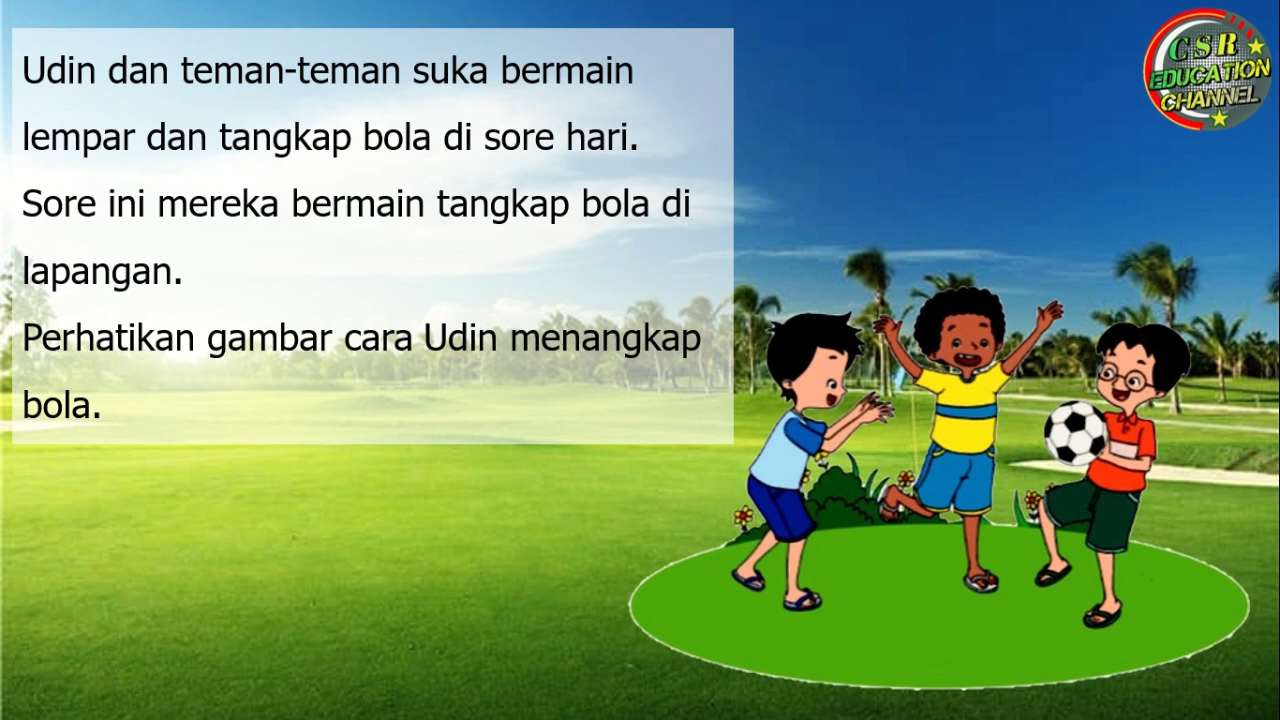 Udin dan teman-teman suka bermain
lempar dan tangkap bola di sore hari.
Sore ini mereka bermain tangkap bola di
lapangan.
Perhatikan gambar cara Udin menangkap
bola.
CSR
EDUCATION
CHANNEL